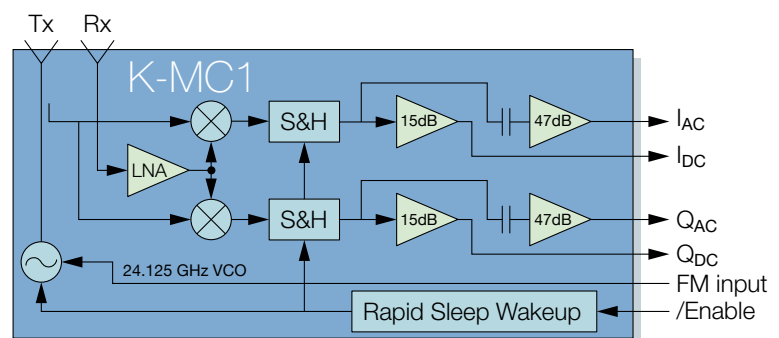 Tx Rx
K-MC1
S&H 15dB 47dB I_AC
LNA I_DC
S&H 15dB 47dB Q_AC
Q_DC
24.125 GHz VCO FM input
Rapid Sleep Wakeup /Enable